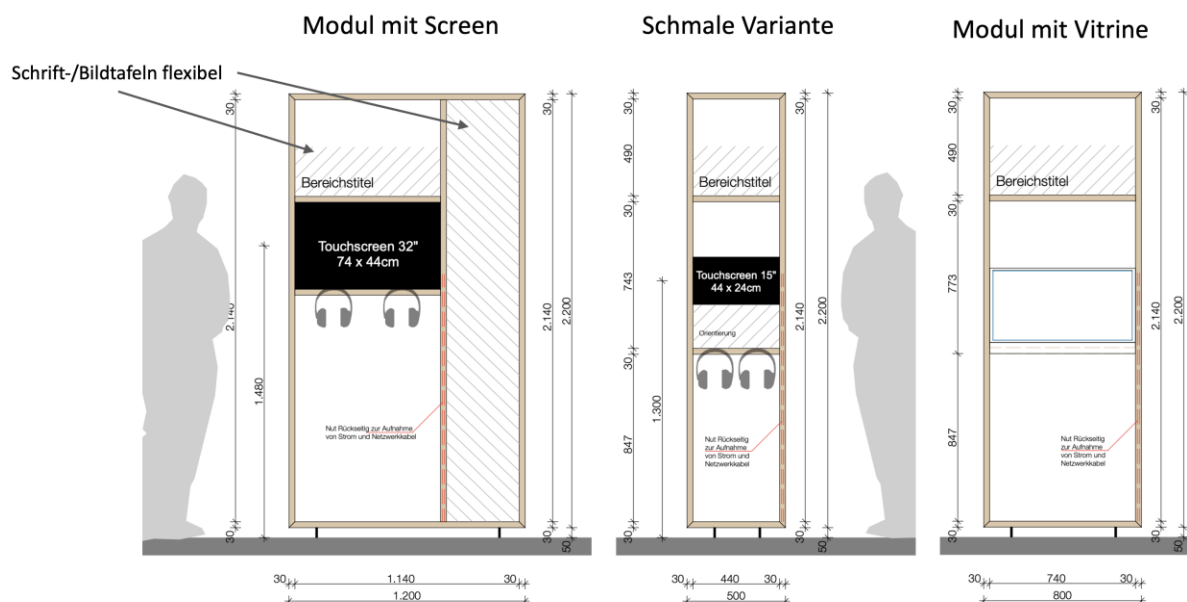 Modul mit Screen
Schmale Variante
Modul mit Vitrine
Schrift-/Bildtafeln flexibel
Bereichstitel
Touchscreen 32"
74 x 44cm
Nut Rückseitig zur Aufnahme
von Strom und Netzwerkabel
30
2.140
30
1.480
30
2.140
30
2.200
50
30
1.140
30
1.200
Bereichstitel
Touchscreen 15"
44 x 24cm
Orientierung
Nut Rückseitig
zur Aufnahme
von Strom und
Netzwerkabel
30
490
30
743
30
847
30
1.300
30
2.140
30
2.200
50
30
440
30
500
Bereichstitel
Nut Rückseitig
zur Aufnahme
von Strom und
Netzwerkabel
30
490
30
773
847
30
30
2.140
30
2.200
50
30
740
30
800